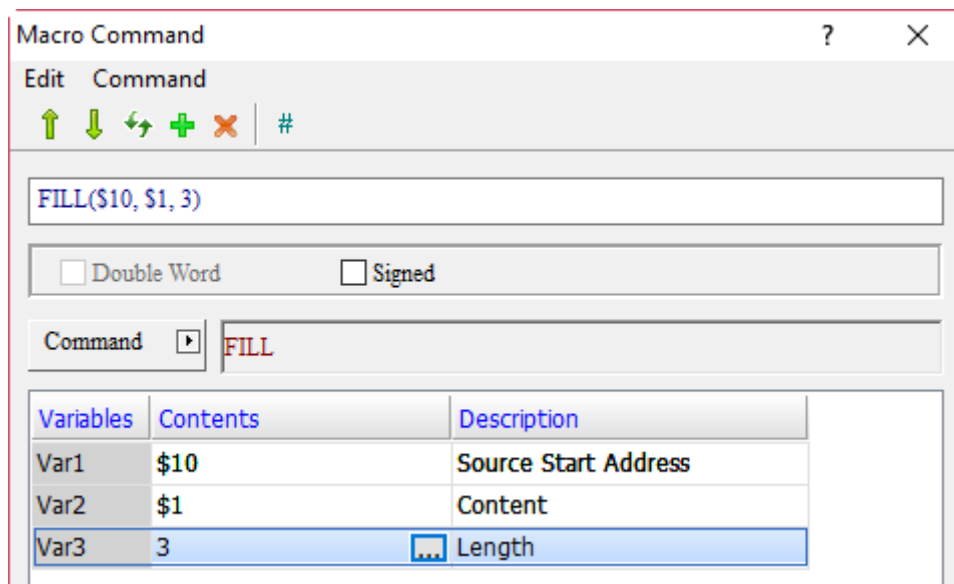 Macro Command ?
Edit Command
#
FILL($10, $1, 3)
Double Word Signed
Command FILL
Variables Contents Description
Var1 $10 Source Start Address
Var2 $1 Content
Var3 3 ... Length